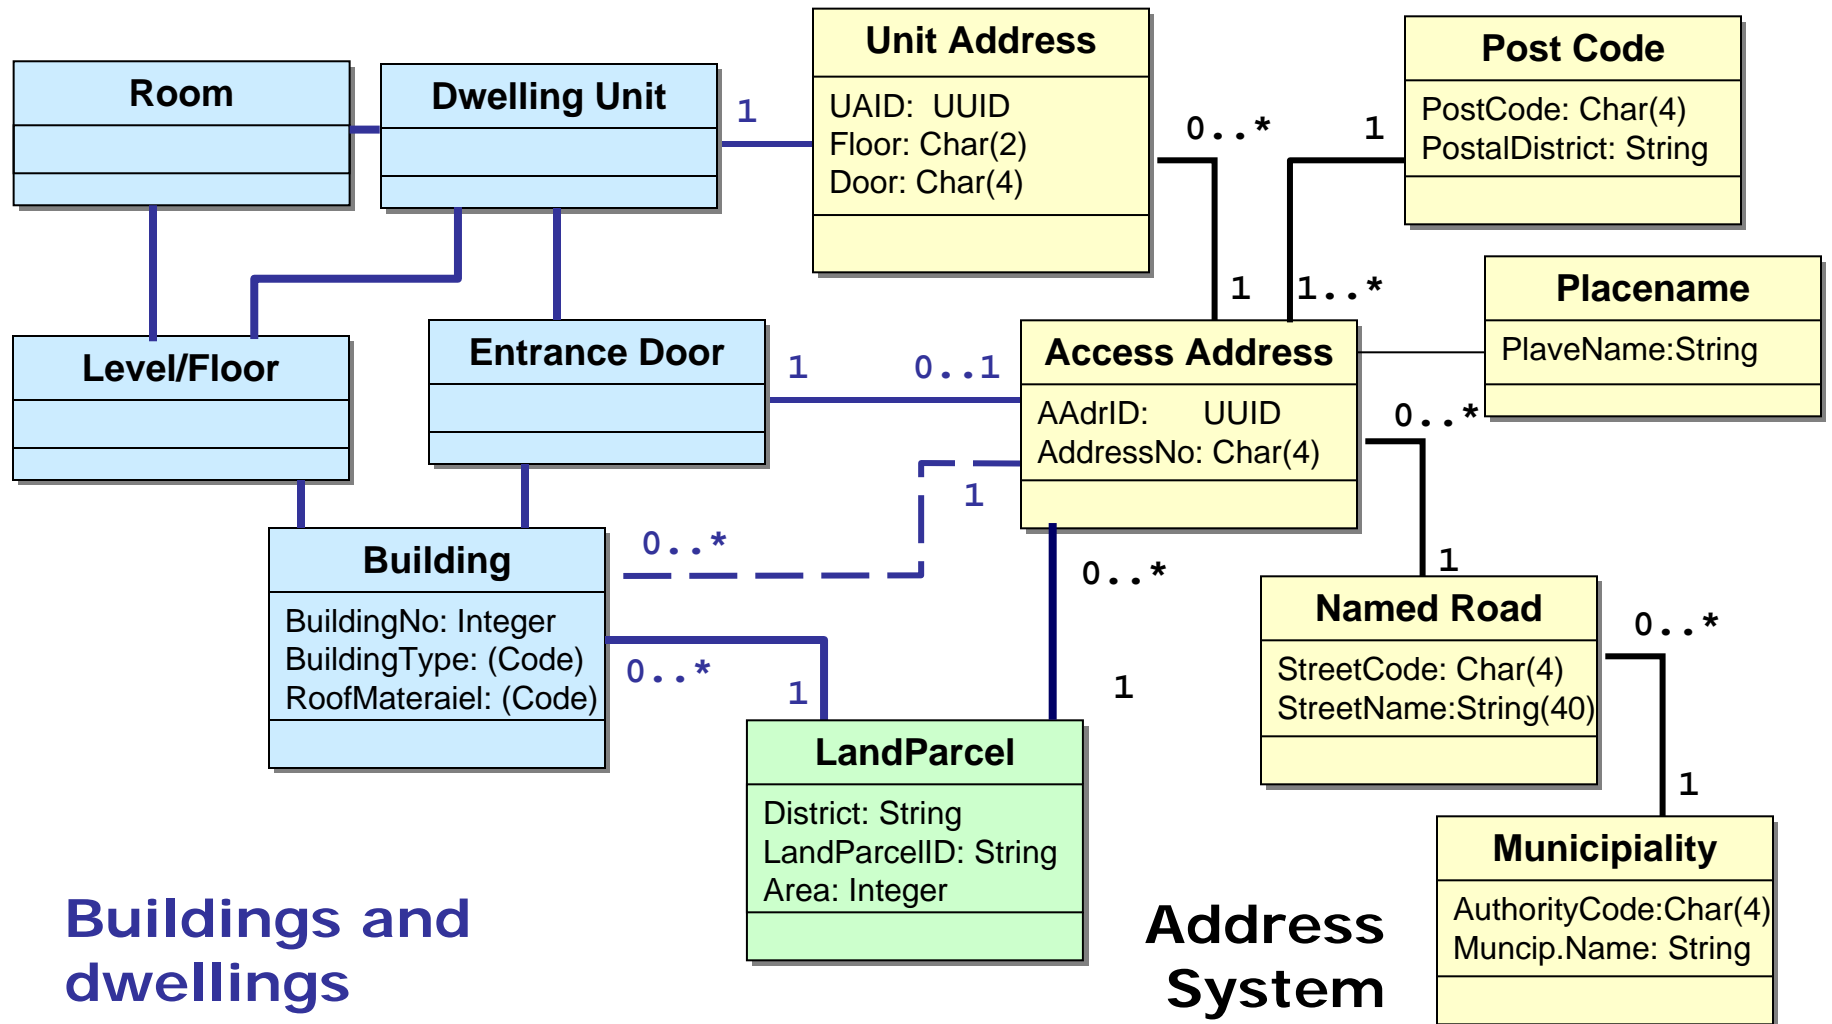 Room
Dwelling Unit
1
Unit Address
UAID: UUID
Floor: Char(2)
Door: Char(4)
0..*
1
Post Code
PostCode: Char(4)
PostalDistrict: String
1
1..*
Placename
PlaveName:String
Level/Floor
Entrance Door
1
0..1
Access Address
AAdrID: UUID
AddressNo: Char(4)
0..*
1
0..*
Building
BuildingNo: Integer
BuildingType: (Code)
RoofMateraiel: (Code)
0..*
1
0..*
1
1
Named Road
StreetCode: Char(4)
StreetName:String(40)
0..*
1
LandParcel
District: String
LandParcelID: String
Area: Integer
Municipiality
AuthorityCode:Char(4)
Muncip.Name: String
Buildings and
dwellings
Address
System